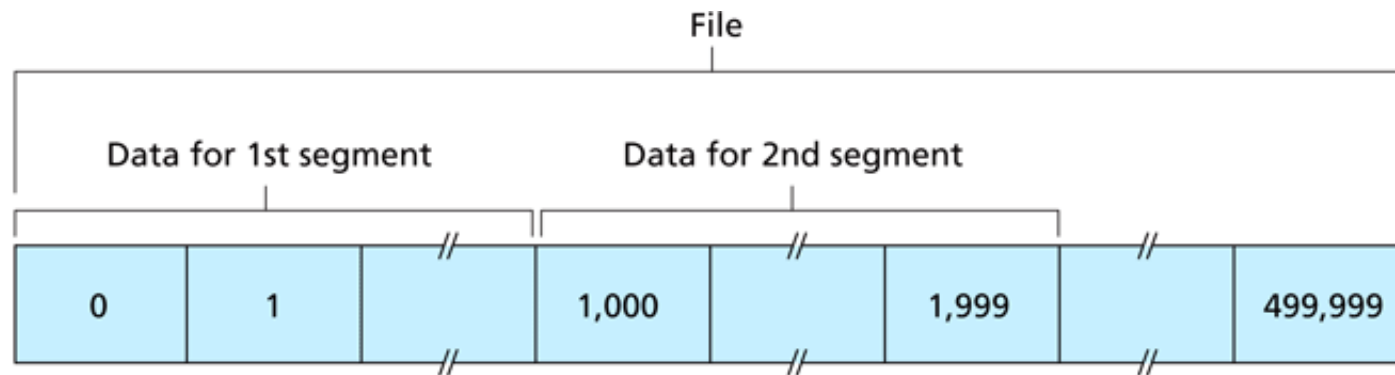 File
Data for 1st segment Data for 2nd segment
0 1 1,000 1,999 499,999